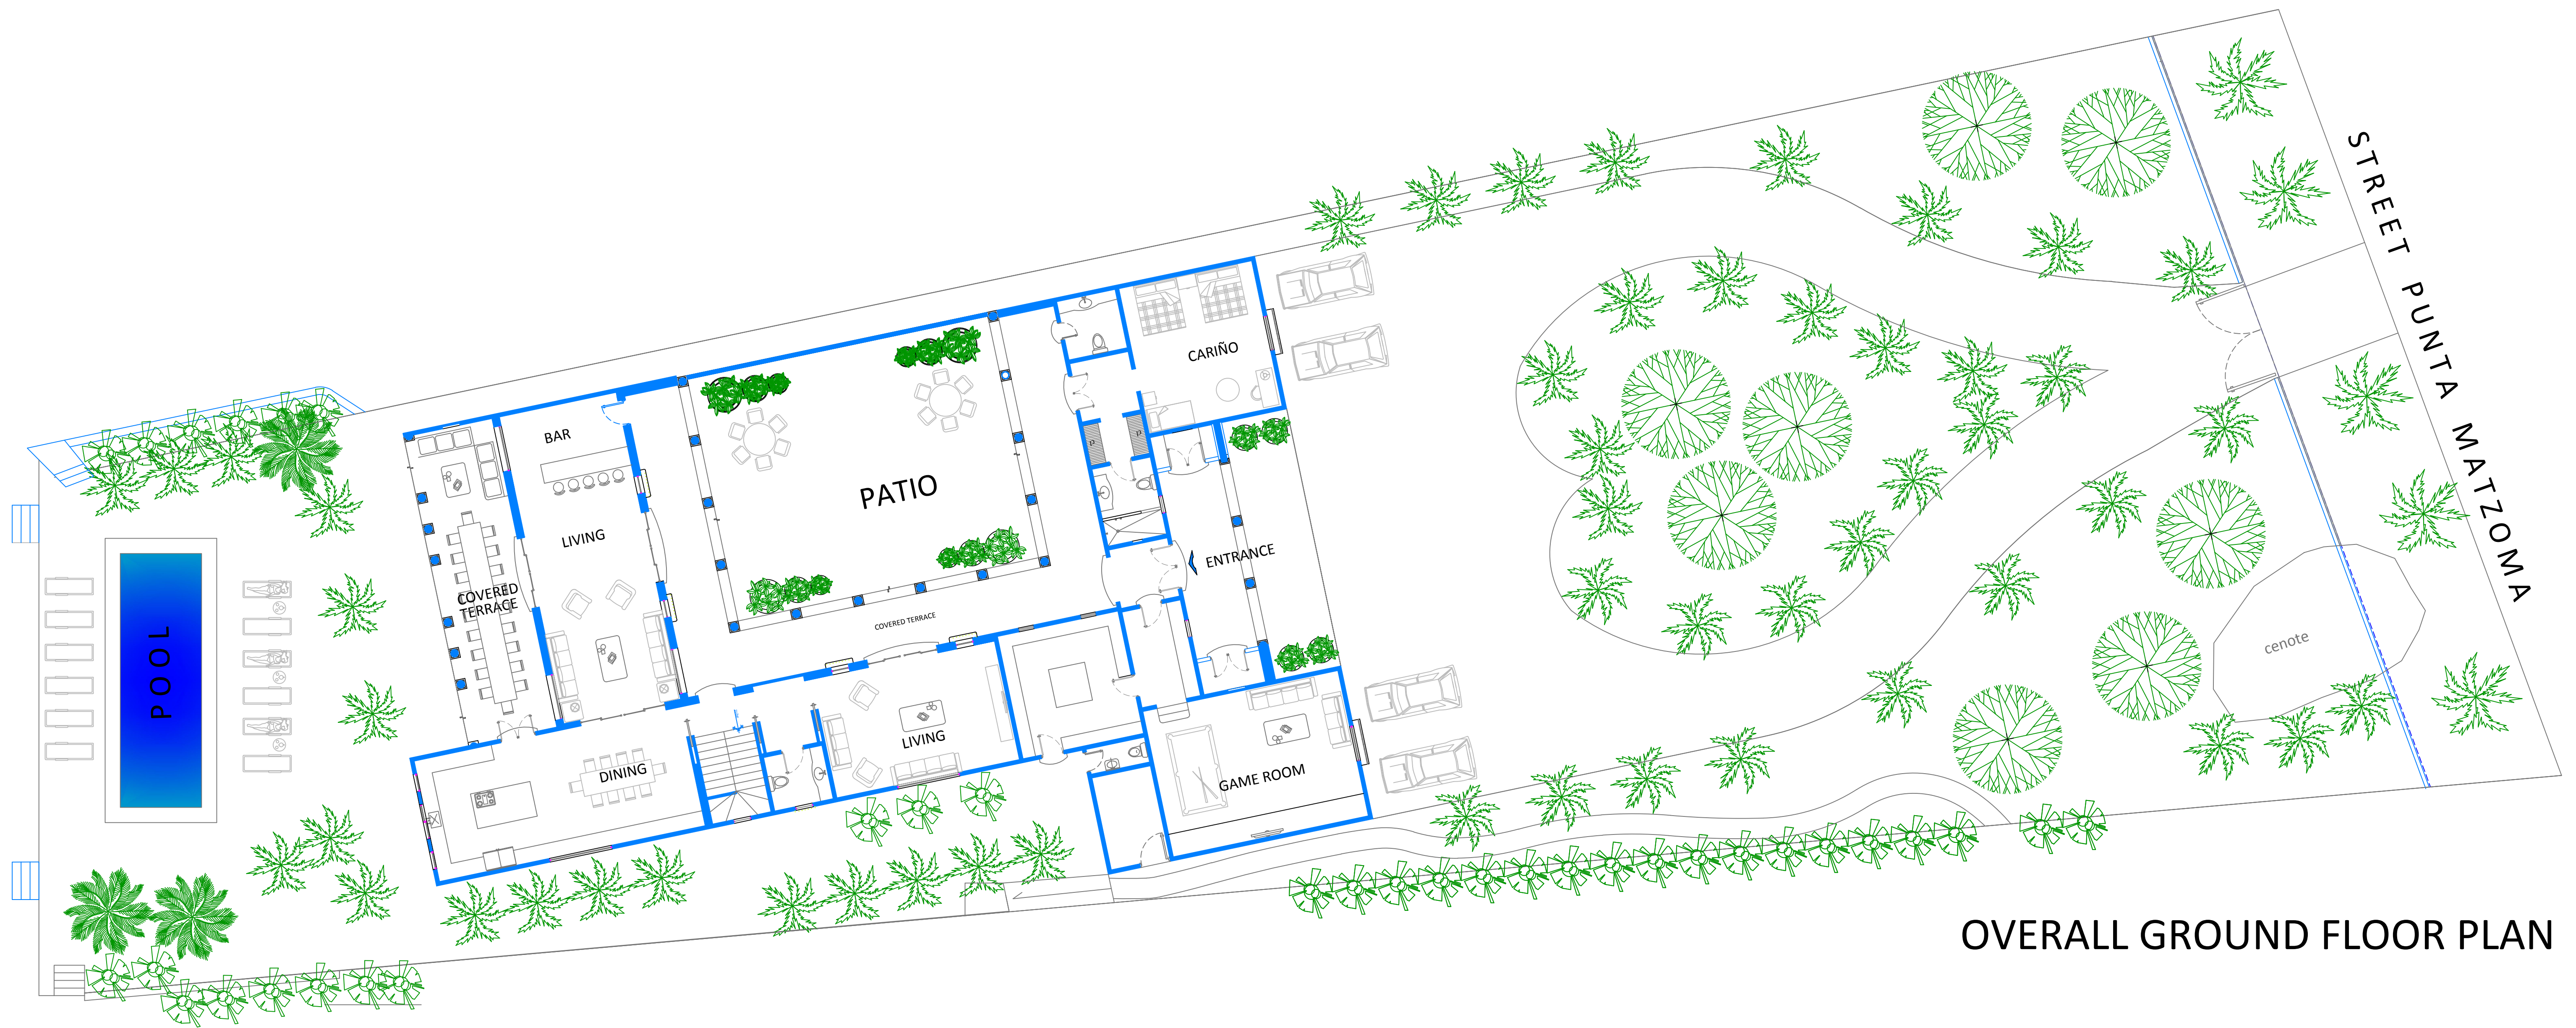 STREET PUNTA MATZOMA
CARIÑO
BAR
P
P
PATIO
LIVING
ENTRANCE
COVERED
TERRACE
COVERED TERRACE
POOL
cenote
LIVING
DINING
GAME ROOM
OVERALL GROUND FLOOR PLAN